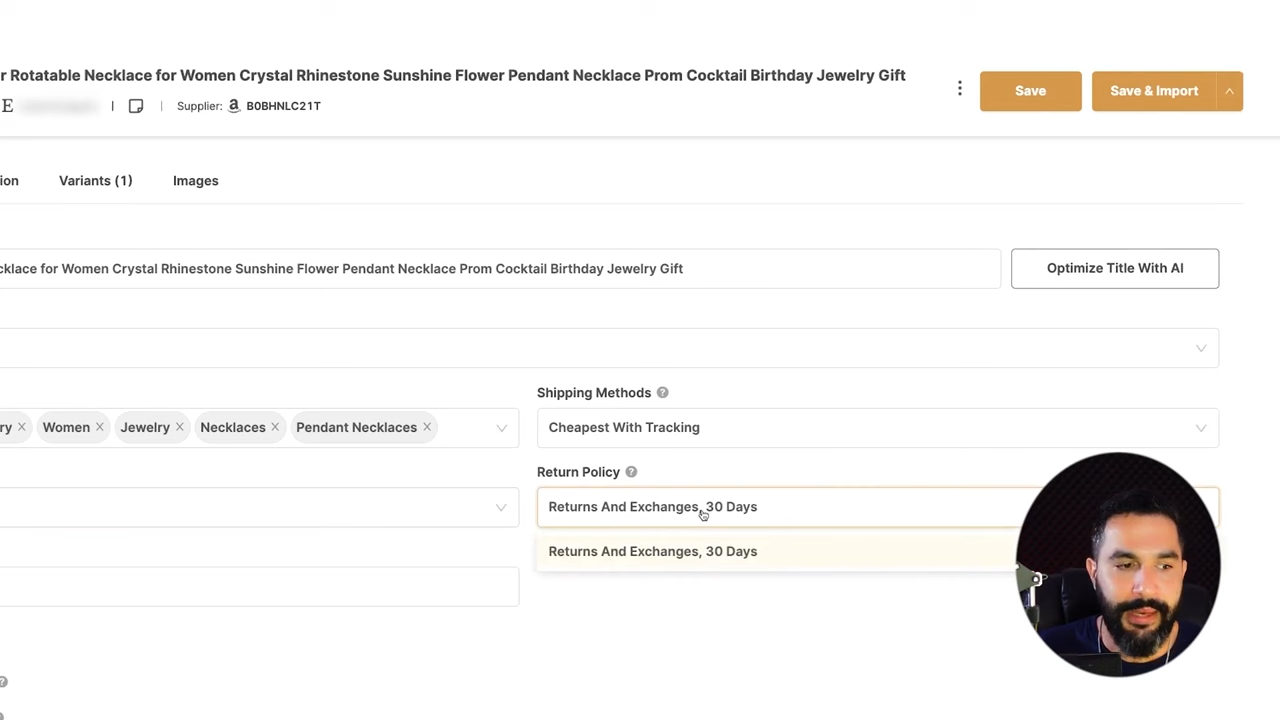 r Rotatable Necklace for Women Crystal Rhinestone Sunshine Flower Pendant Necklace Prom Cocktail Birthday Jewelry Gift
E
Supplier: a B0BHNLC21T
Save
Save & Import
ion
Variants (1)
Images
cklace for Women Crystal Rhinestone Sunshine Flower Pendant Necklace Prom Cocktail Birthday Jewelry Gift
Optimize Title With AI
Shipping Methods ?
ry × Women × Jewelry × Necklaces × Pendant Necklaces ×
Cheapest With Tracking
Return Policy ?
Returns And Exchanges, 30 Days
Returns And Exchanges, 30 Days
?